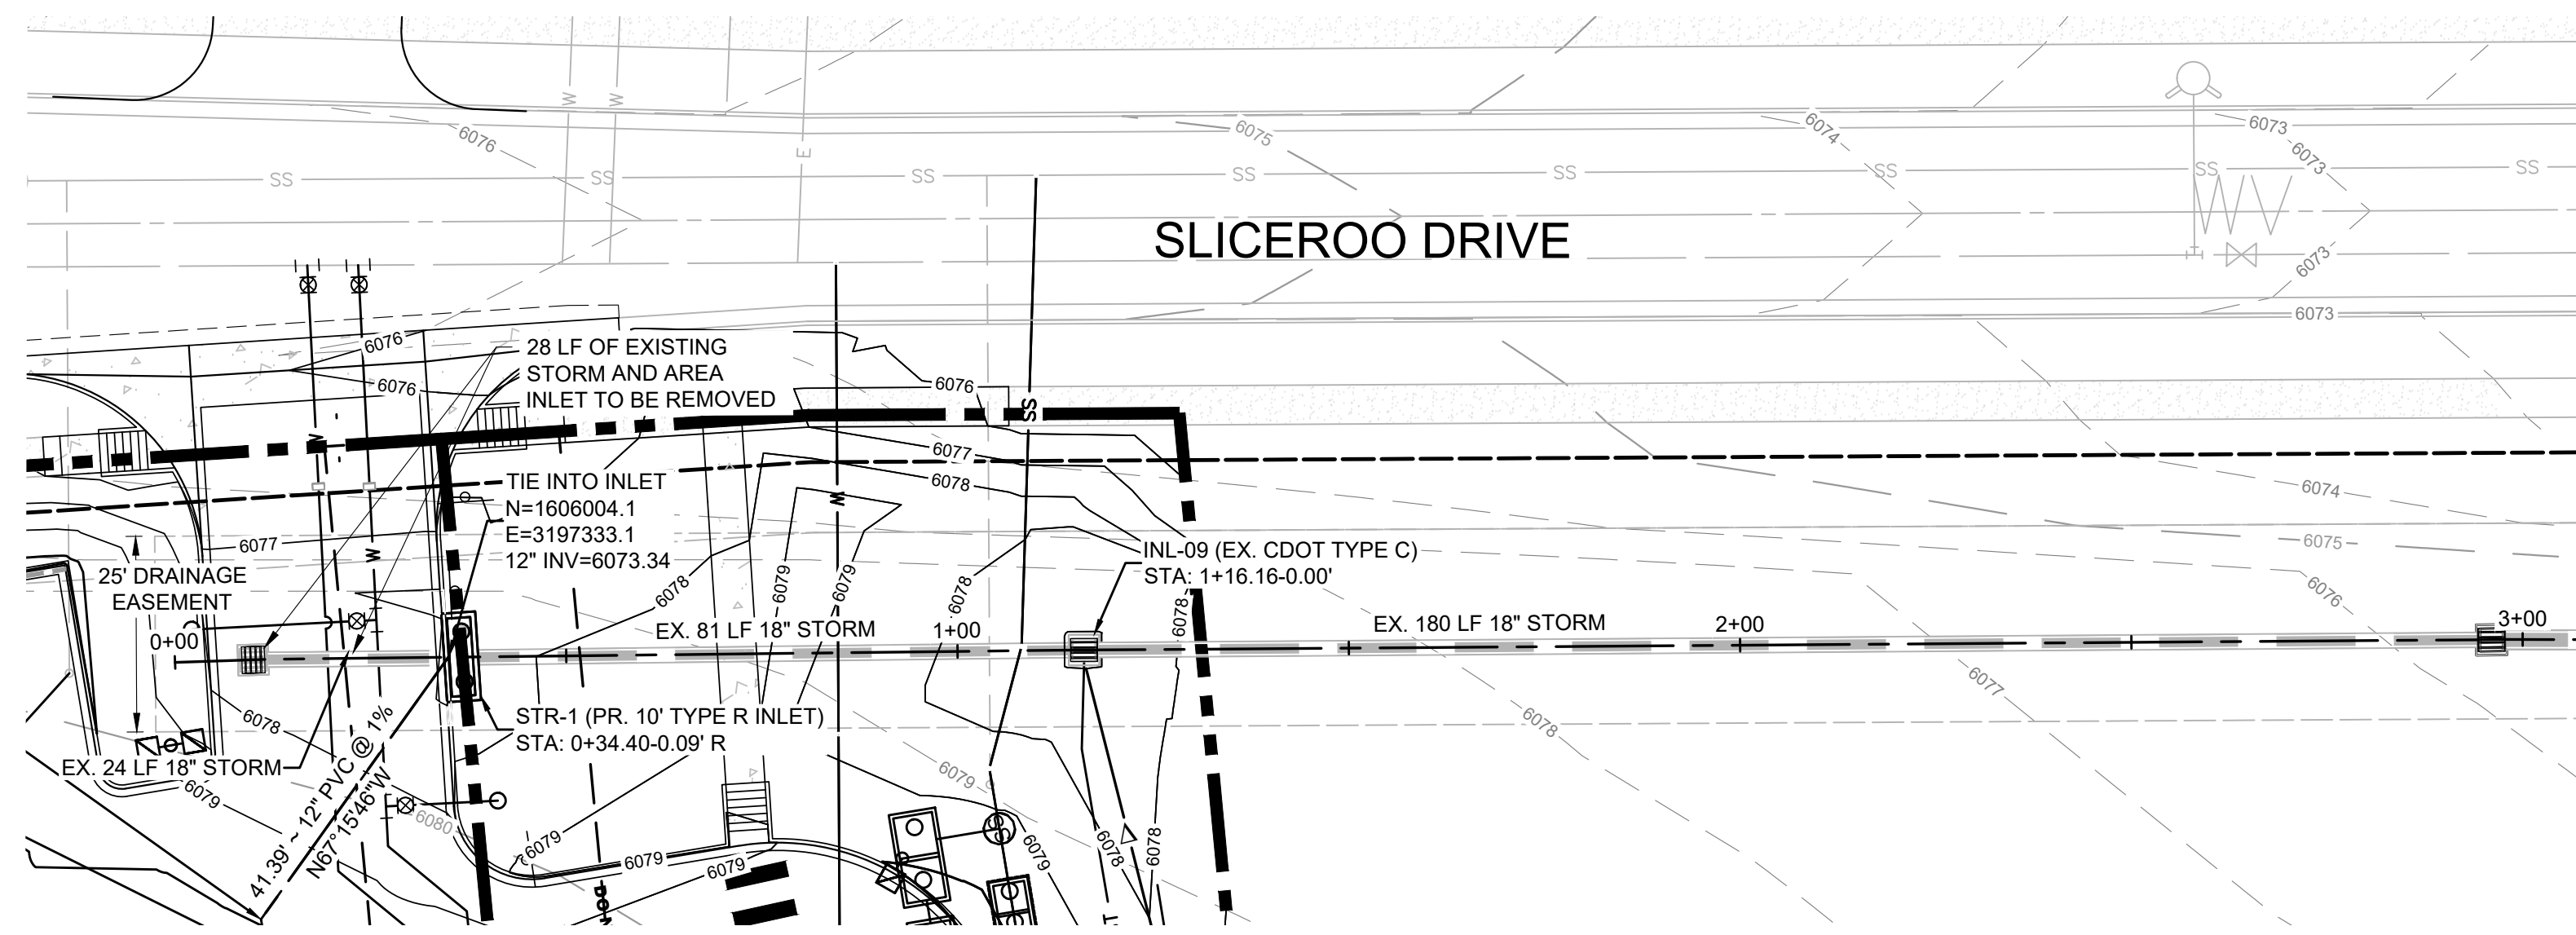 6076
6075
6074
6073
6073
W
W
E
SS
SS
SS
SS
SS
SS
SS
SS
SLICEROO DRIVE
6073
6073
6076
6076
28 LF OF EXISTING
STORM AND AREA
INLET TO BE REMOVED
6076
SS
W
6077
6078
TIE INTO INLET
N=1606004.1
E=3197333.1
12" INV=6073.34
W
W
6074
6075
6076
6077
25' DRAINAGE
EASEMENT
6078
6079
6079
6078
INL-09 (EX. CDOT TYPE C)
STA: 1+16.16-0.00'
6078
0+00
EX. 81 LF 18" STORM
1+00
EX. 180 LF 18" STORM
2+00
3+00
6077
6078
6078
STR-1 (PR. 10' TYPE R INLET)
STA: 0+34.40-0.09' R
EX. 24 LF 18" STORM
6079
41.39' ~ 12" PVC @ 1%
N67°15'46"W
6080
6079
6079
6079
6079
SS
6079
6078
6078
T